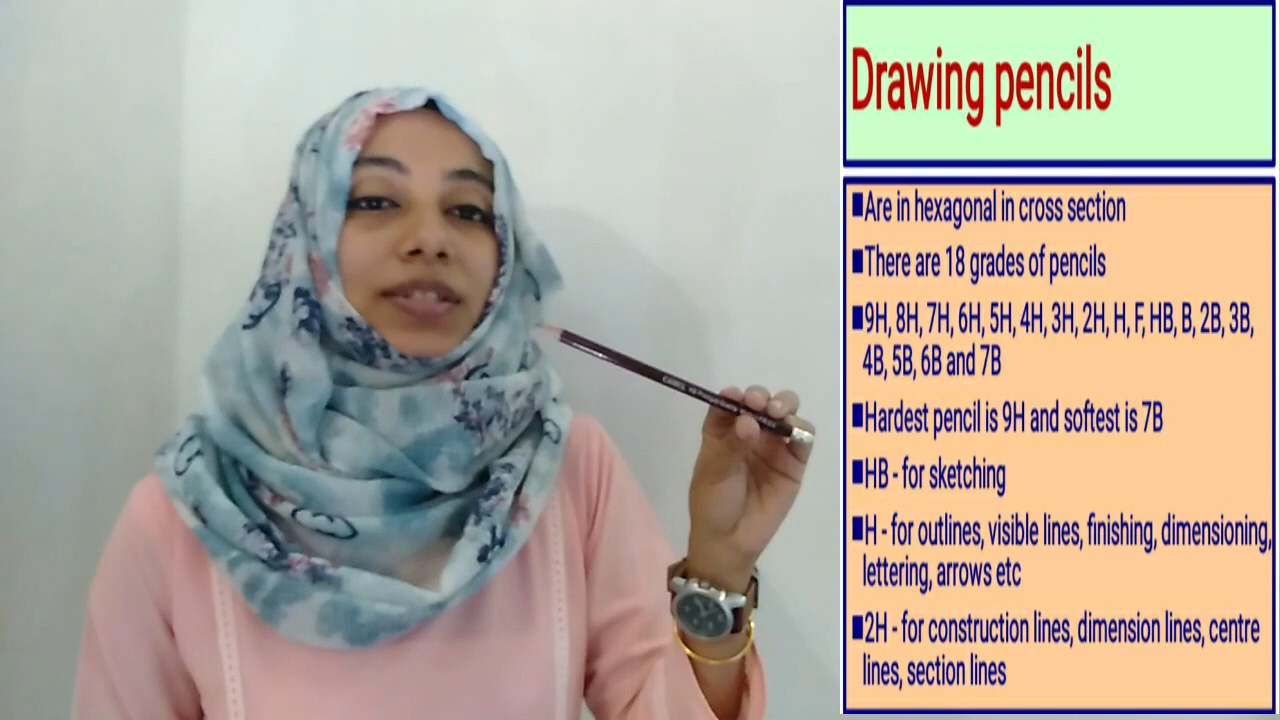 Drawing pencils
■Are in hexagonal in cross section
■There are 18 grades of pencils
■9H, 8H, 7H, 6H, 5H, 4H, 3H, 2H, H, F, HB, B, 2B, 3B,
4B, 5B, 6B and 7B
■Hardest pencil is 9H and softest is 7B
■HB - for sketching
■H - for outlines, visible lines, finishing, dimensioning,
lettering, arrows etc
■2H - for construction lines, dimension lines, centre
lines, section lines
CAMEL